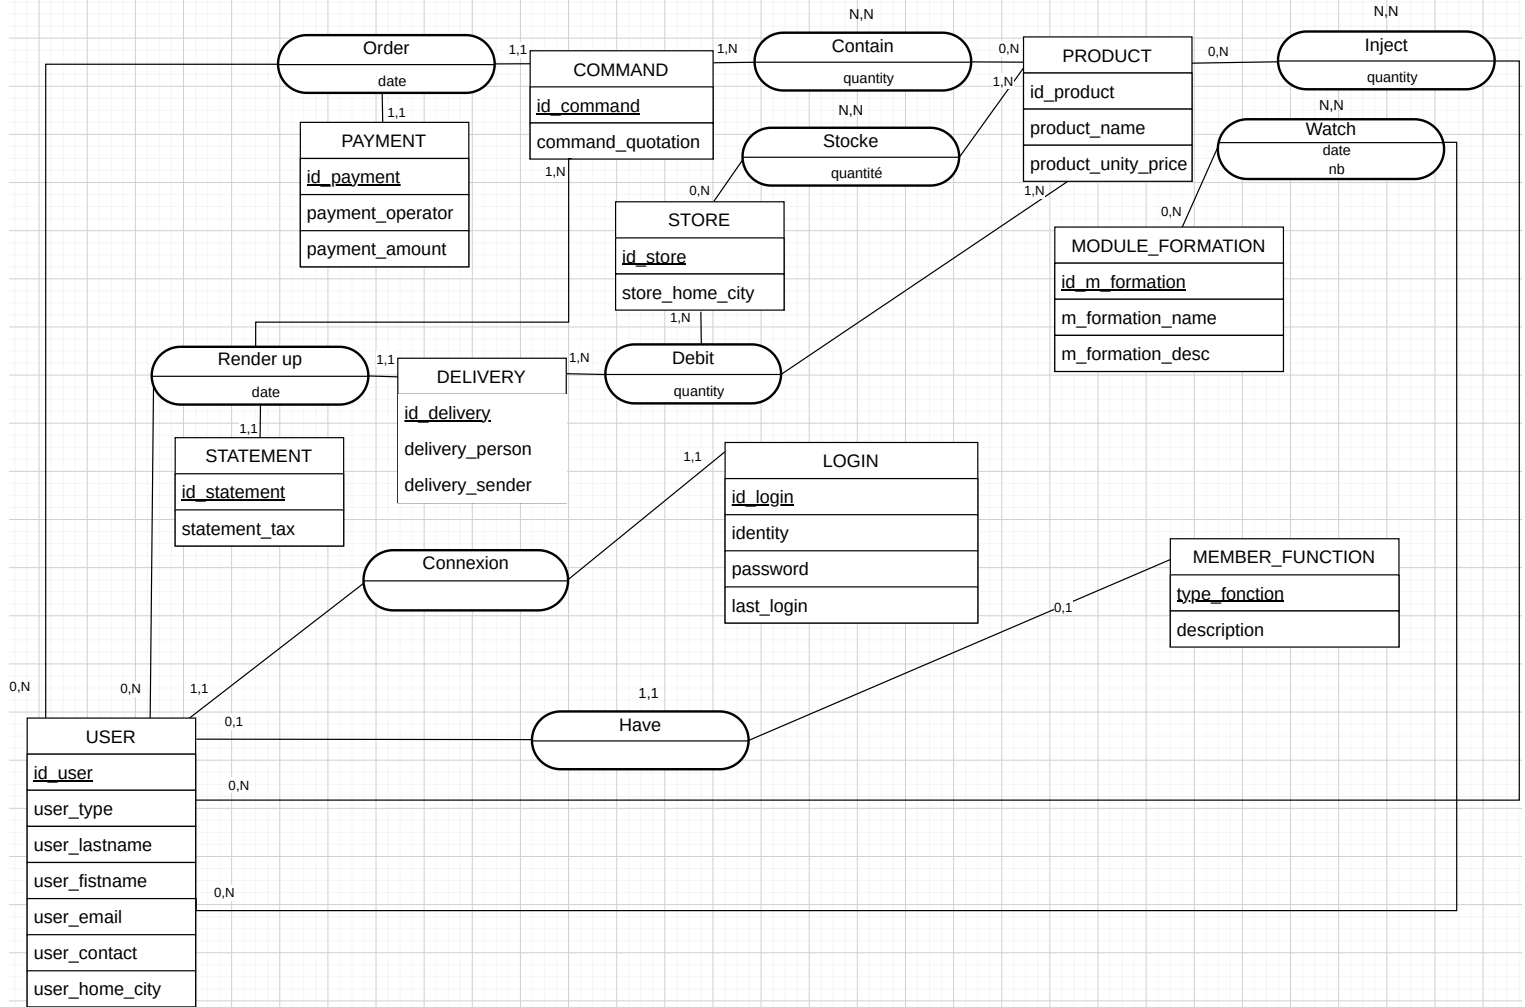 N,N
N,N
Order
date
1,1
COMMAND
id_command
command_quotation
1,N
Contain
quantity
0,N
PRODUCT
id_product
product_name
product_unity_price
0,N
Inject
quantity
1,1
PAYMENT
id_payment
payment_operator
payment_amount
1,N
N,N
Stocke
quantité
1,N
0,N
STORE
id_store
store_home_city
1,N
1,N
N,N
Watch
date
nb
0,N
MODULE_FORMATION
id_m_formation
m_formation_name
m_formation_desc
Render up
date
1,1
DELIVERY
id_delivery
delivery_person
delivery_sender
1,N
Debit
quantity
1,1
STATEMENT
id_statement
statement_tax
1,1
LOGIN
id_login
identity
password
last_login
Connexion
MEMBER_FUNCTION
type_fonction
description
0,1
0,N
0,N
1,1
1,1
Have
0,1
USER
id_user
user_type
user_lastname
user_fistname
user_email
user_contact
user_home_city
0,N
0,N